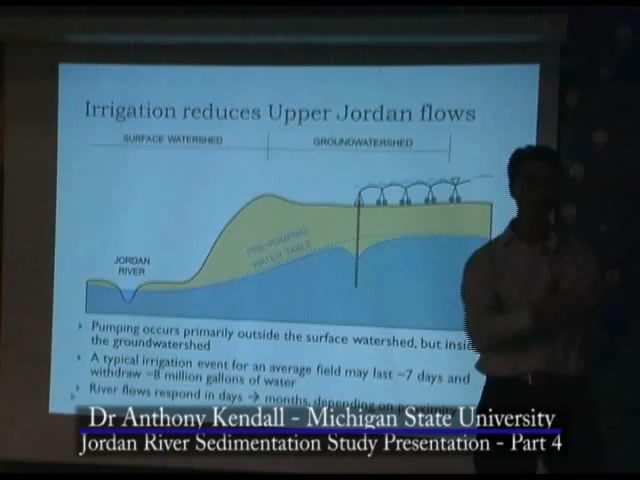 Irrigation reduces Upper Jordan flows
SURFACE WATERSHED
GROUNDWATERSHED
JORDAN
RIVER
PRE-PUMPING
WATER TABLE
Pumping occurs primarily outside the surface watershed, but insi
the groundwatershed
A typical irrigation event for an average field may last ~7 days and
withdraw ~8 million gallons of water
River flows respond in days → months, depending on proximity
Dr Anthony Kendall - Michigan State University
Jordan River Sedimentation Study Presentation - Part 4